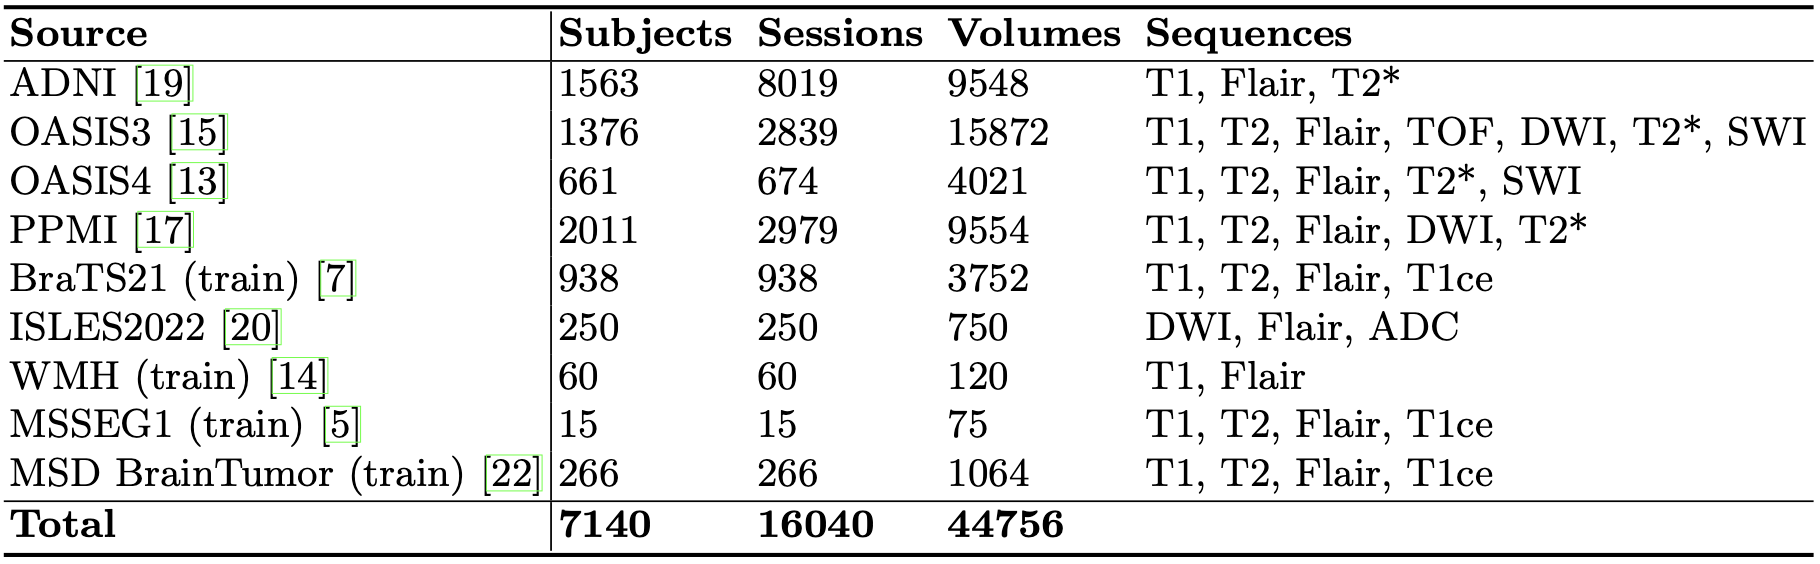 Source Subjects Sessions Volumes Sequences
ADNI [19] 1563 8019 9548 T1, Flair, T2*
OASIS3 [15] 1376 2839 15872 T1, T2, Flair, TOF, DWI, T2*, SWI
OASIS4 [13] 661 674 4021 T1, T2, Flair, T2*, SWI
PPMI [17] 2011 2979 9554 T1, T2, Flair, DWI, T2*
BraTS21 (train) [7] 938 938 3752 T1, T2, Flair, T1ce
ISLES2022 [20] 250 250 750 DWI, Flair, ADC
WMH (train) [14] 60 60 120 T1, Flair
MSSEG1 (train) [5] 15 15 75 T1, T2, Flair, T1ce
MSD BrainTumor (train) [22] 266 266 1064 T1, T2, Flair, T1ce
Total 7140 16040 44756